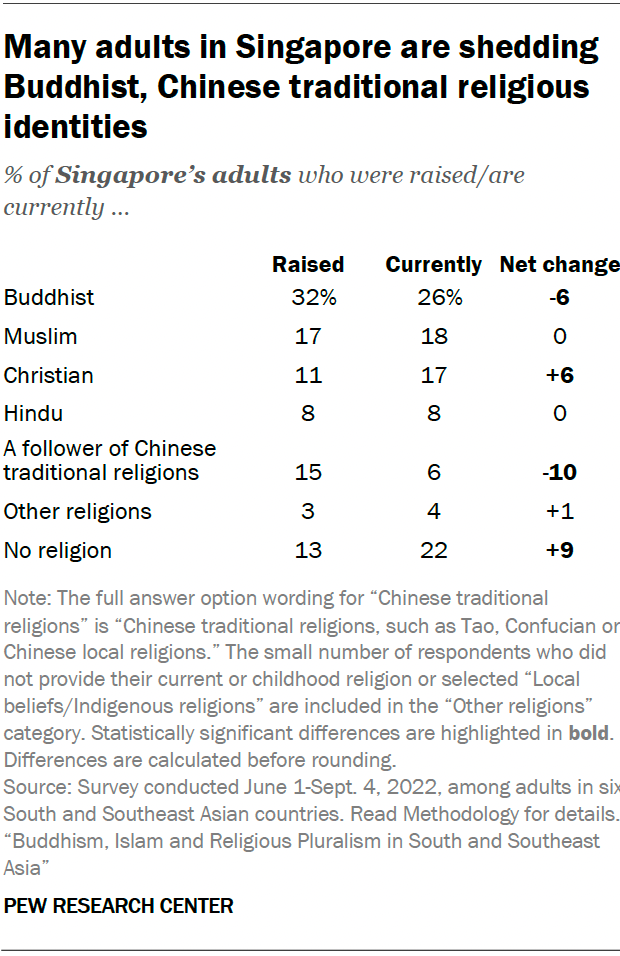 Many adults in Singapore are shedding
Buddhist, Chinese traditional religious
identities
% of Singapore’s adults who were raised/are
currently …
Raised Currently Net change
Buddhist 32% 26% -6
Muslim 17 18 0
Christian 11 17 +6
Hindu 8 8 0
A follower of Chinese
traditional religions 15 6 -10
Other religions 3 4 +1
No religion 13 22 +9
Note: The full answer option wording for “Chinese traditional
religions” is “Chinese traditional religions, such as Tao, Confucian or
Chinese local religions.” The small number of respondents who did
not provide their current or childhood religion or selected “Local
beliefs/Indigenous religions” are included in the “Other religions”
category. Statistically significant differences are highlighted in bold.
Differences are calculated before rounding.
Source: Survey conducted June 1-Sept. 4, 2022, among adults in six
South and Southeast Asian countries. Read Methodology for details.
“Buddhism, Islam and Religious Pluralism in South and Southeast
Asia”
PEW RESEARCH CENTER